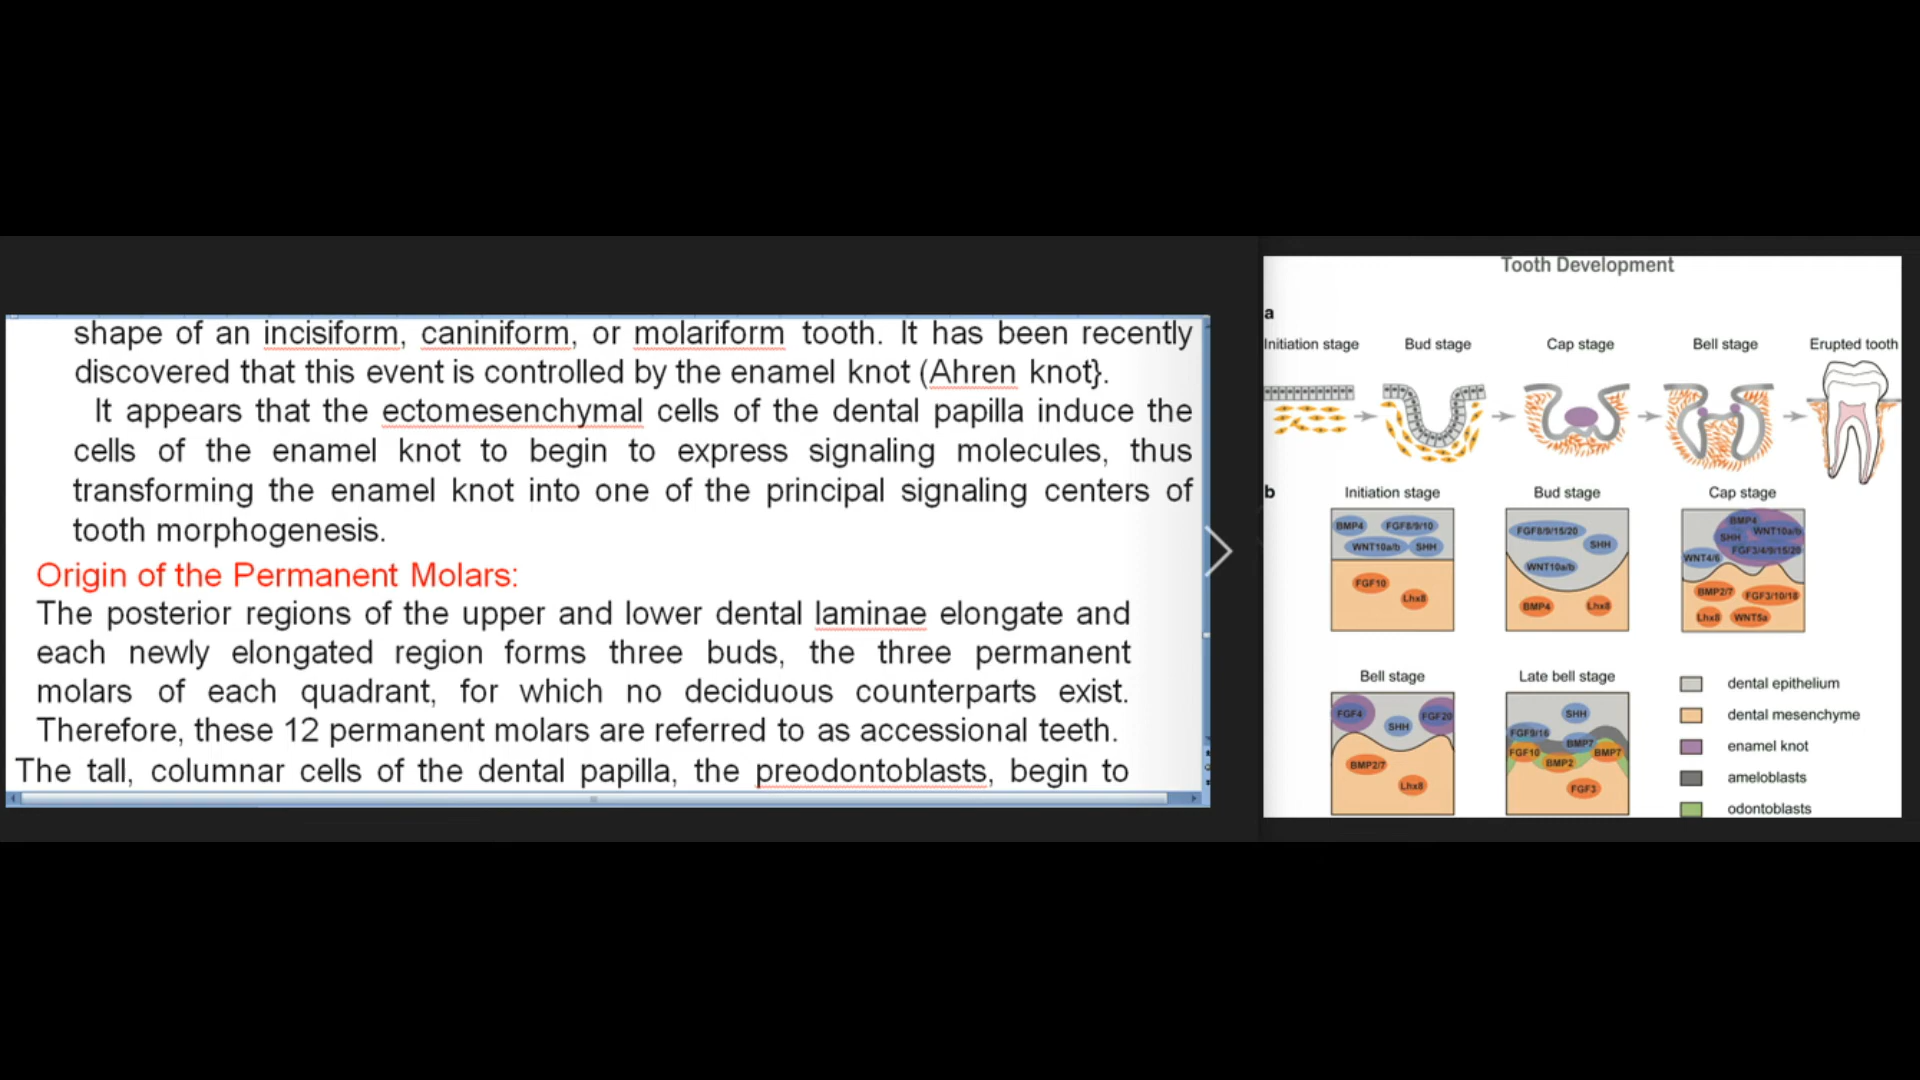 shape of an incisiform, caniniform, or molariform tooth. It has been recently
discovered that this event is controlled by the enamel knot (Ahren knot}.
It appears that the ectomesenchymal cells of the dental papilla induce the
cells of the enamel knot to begin to express signaling molecules, thus
transforming the enamel knot into one of the principal signaling centers of
tooth morphogenesis.
Origin of the Permanent Molars:
The posterior regions of the upper and lower dental laminae elongate and
each newly elongated region forms three buds, the three permanent
molars of each quadrant, for which no deciduous counterparts exist.
Therefore, these 12 permanent molars are referred to as accessional teeth.
The tall, columnar cells of the dental papilla, the preodontoblasts, begin to
Tooth Development
a
Initiation stage Bud stage Cap stage Bell stage Erupted tooth
b
Initiation stage Bud stage Cap stage
BMP4 FGF8/9/10
WNT10a/b SHH
FGF10
Lhx8
FGF8/9/15/20
SHH
WNT10a/b
BMP4 Lhx8
BMP4
WNT10a/b
SHH
FGF3/4/9/15/20
WNT4/6
BMP2/7 FGF3/10/18
Lhx8 WNT5a
Bell stage Late bell stage
FGF4 SHH FGF20
BMP2/7
Lhx8
SHH
FGF9/16
BMP7
FGF10 BMP2 BMP7
FGF3
dental epithelium
dental mesenchyme
enamel knot
ameloblasts
odontoblasts